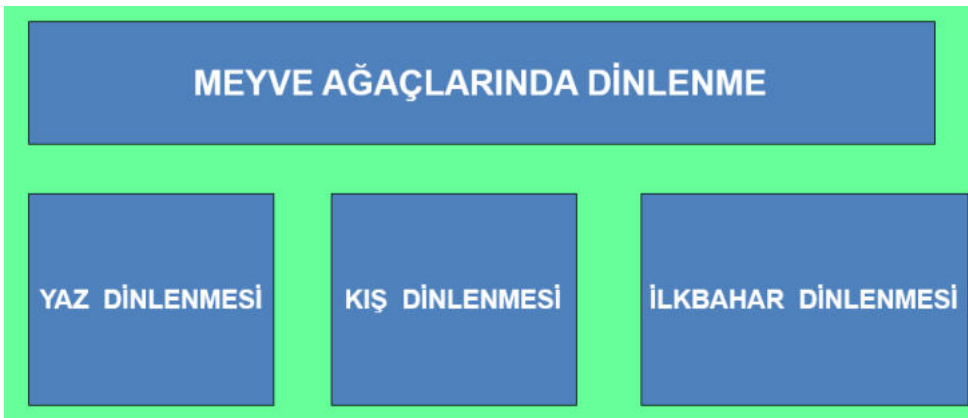 MEYVE AĞAÇLARINDA DİNLENME
YAZ DİNLENMESİ
KIŞ DİNLENMESİ
İLKBAHAR DİNLENMESİ